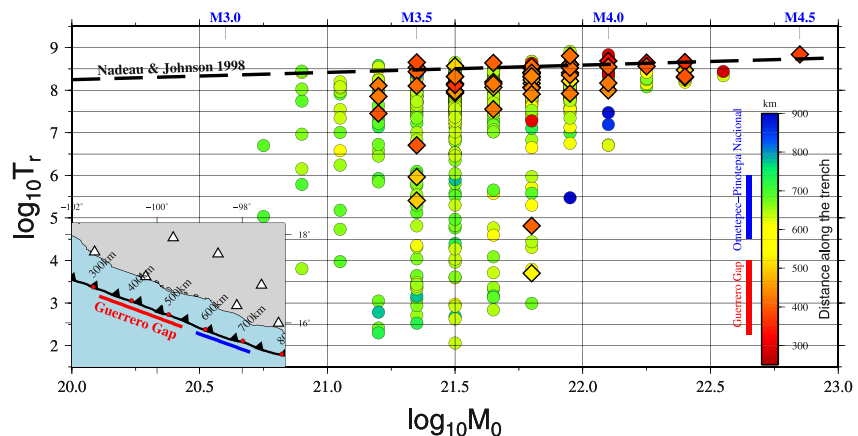 M3.0 M3.5 M4.0 M4.5
9
8
7
6
5
4
3
2
log10Tr
Nadeau & Johnson 1998
km
900
800
700
600
500
400
300
Distance along the trench
Ometepec−Pinotepa Nacional
Guerrero Gap
−102° −100° −98°
18°
16°
300km
400km
500km
600km
700km
Guerrero Gap
20.0 20.5 21.0 21.5 22.0 22.5 23.0
log10M0